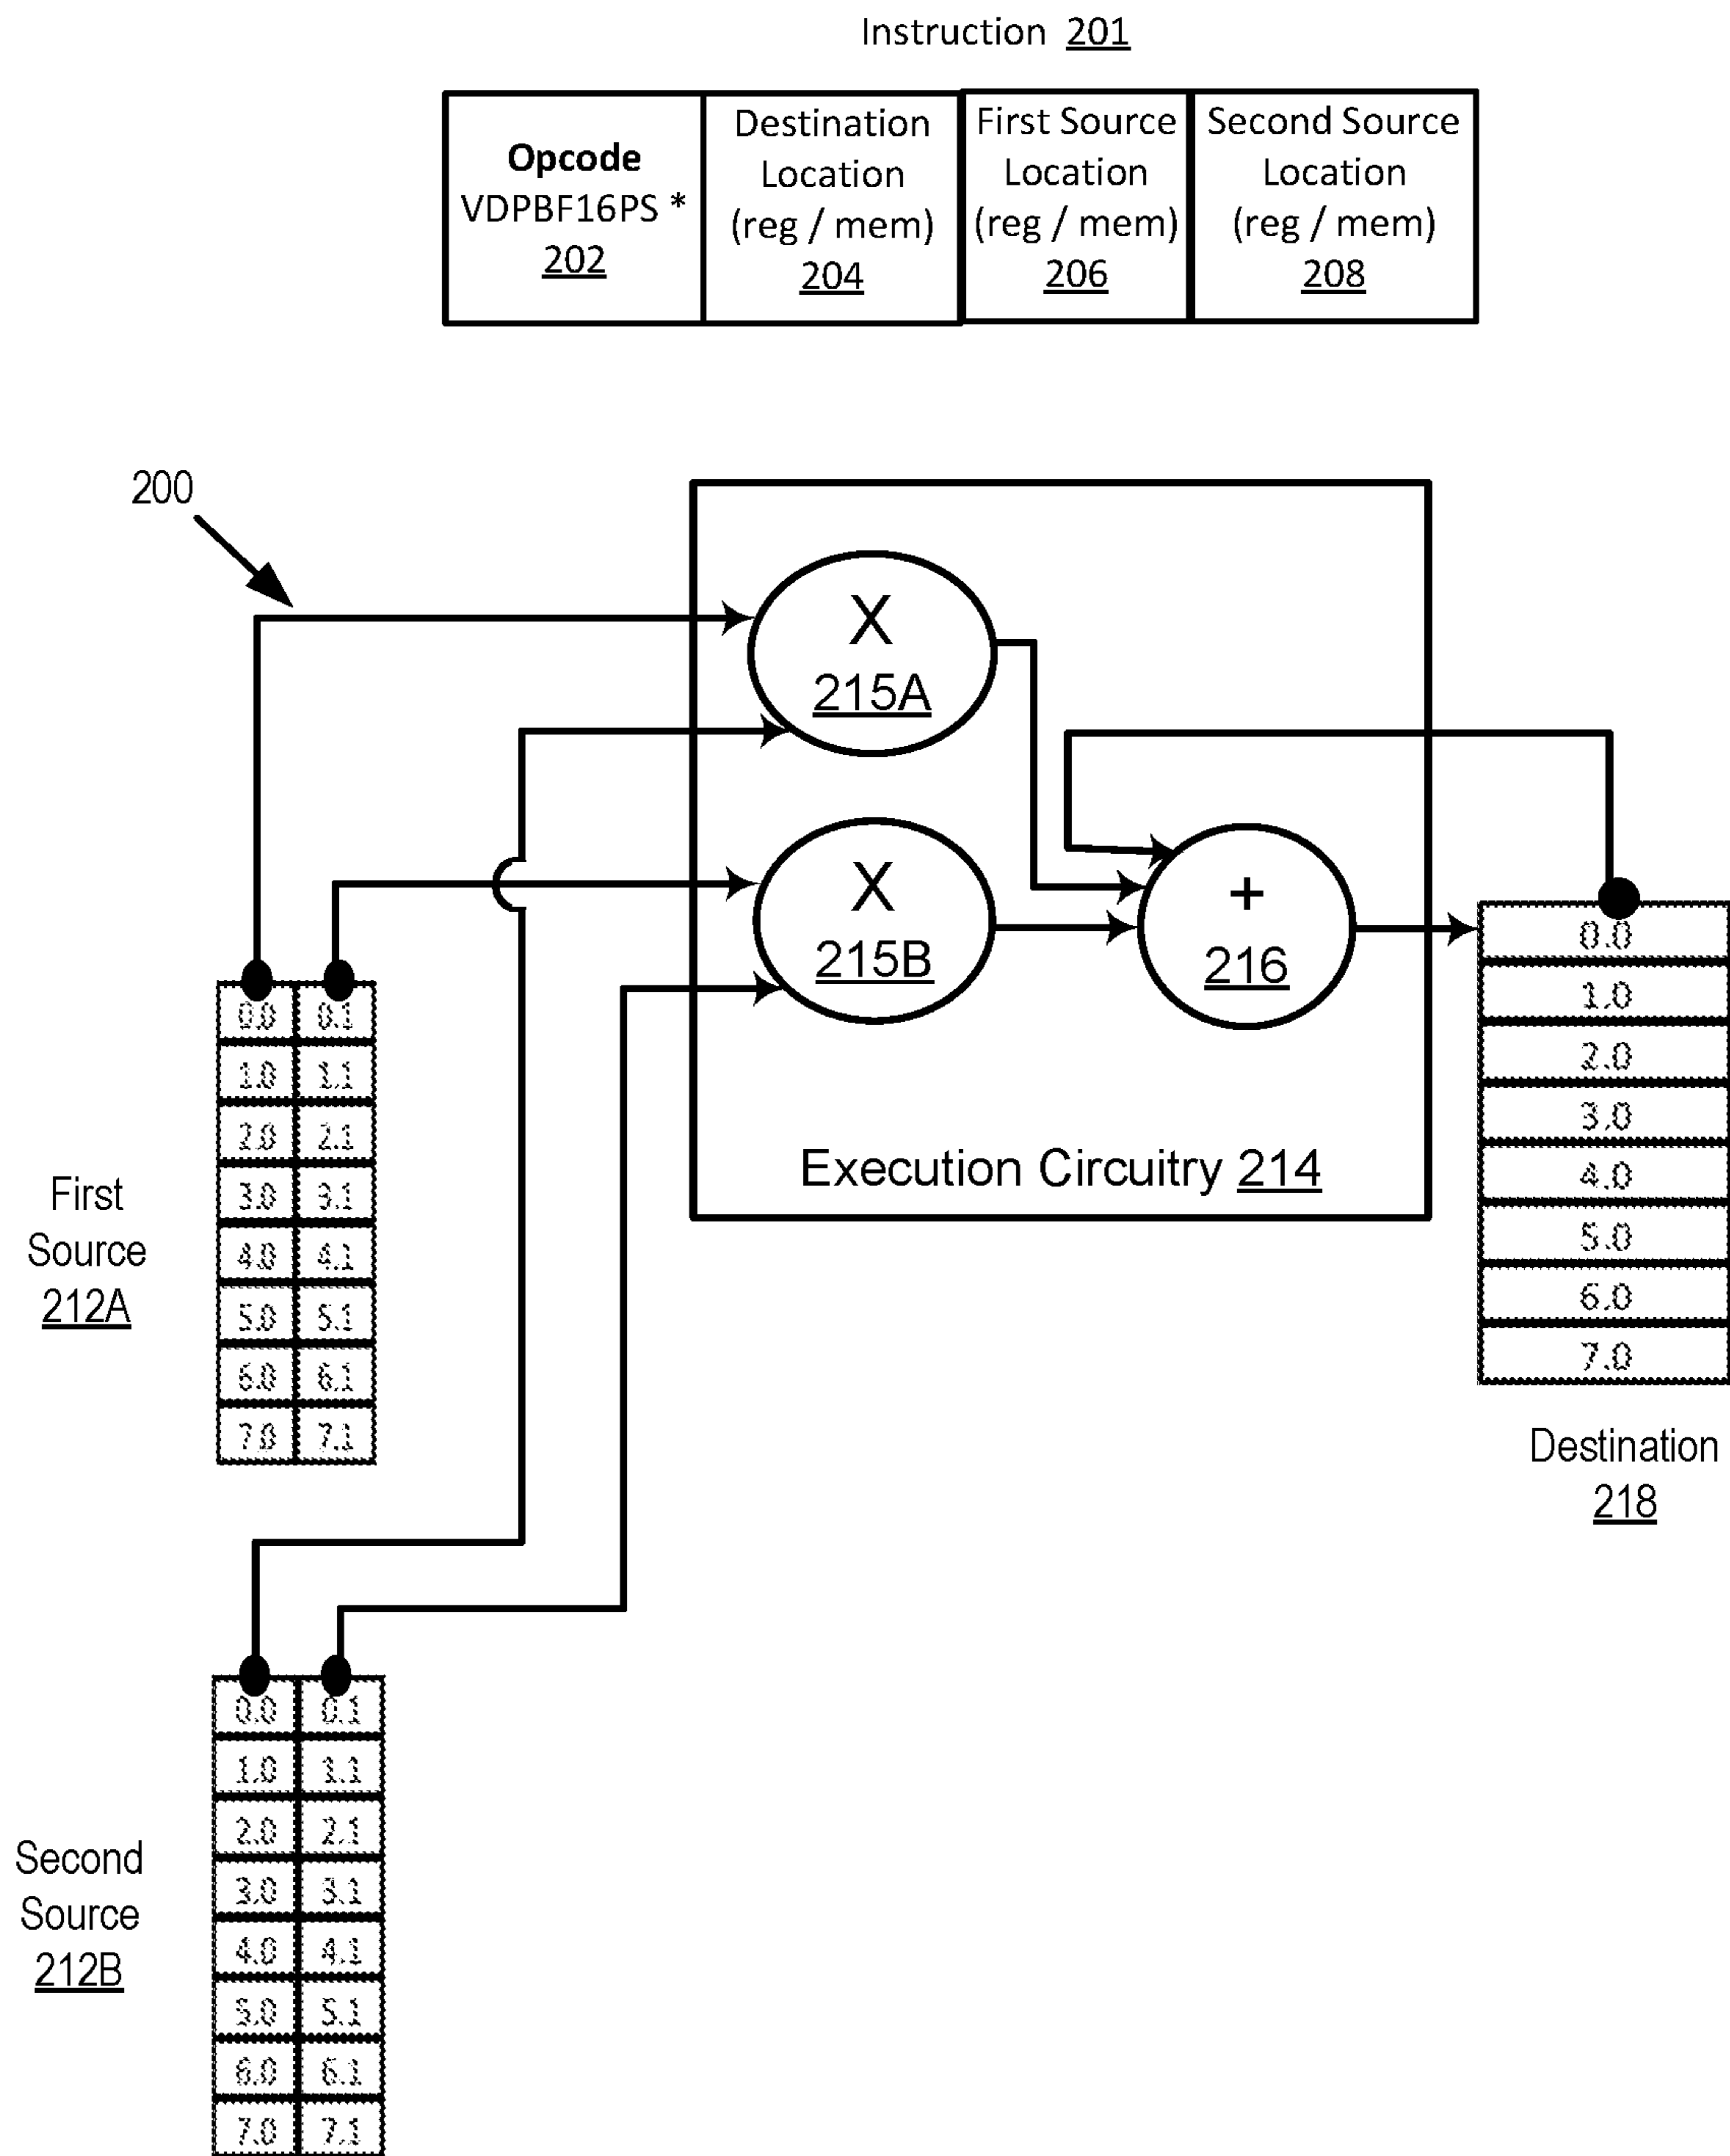 Instruction 201
Opcode
VDPBF16PS *
202
Destination
Location
(reg / mem)
204
First Source
Location
(reg / mem)
206
Second Source
Location
(reg / mem)
208
200
X
215A
X
215B
+
216
Execution Circuitry 214
First
Source
212A
0.0 0.1
1.0 1.1
2.0 2.1
3.0 3.1
4.0 4.1
5.0 5.1
6.0 6.1
7.0 7.1
0.0
1.0
2.0
3.0
4.0
5.0
6.0
7.0
Destination
218
Second
Source
212B
0.0 0.1
1.0 1.1
2.0 2.1
3.0 3.1
4.0 4.1
5.0 5.1
6.0 6.1
7.0 7.1